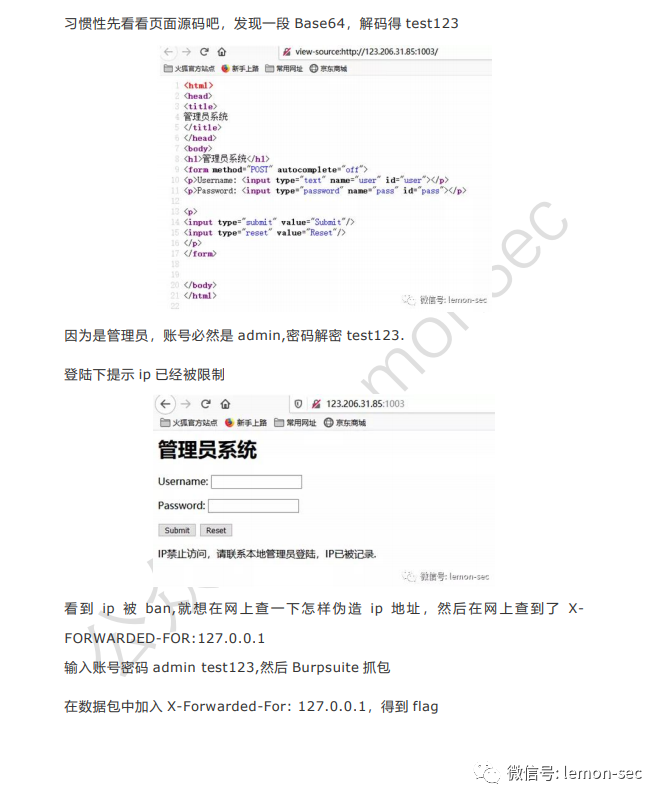 习惯性先看看页面源码吧，发现一段 Base64，解码得 test123
view-source:http://123.206.31.85:1003/
火狐官方站点 新手上路 常用网址 京东商城
1 <html>
2 <head>
3 <title>
4 管理员系统
5 </title>
6 </head>
7 <body>
8 <h1>管理员系统</h1>
9 <form method="POST" autocomplete="off">
10 <p>Username: <input type="text" name="user" id="user"></p>
11 <p>Password: <input type="password" name="pass" id="pass"></p>
12
13 <p>
14 <input type="submit" value="Submit"/>
15 <input type="reset" value="Reset"/>
16 </p>
17 </form>
18
19
20 </body>
21 </html>
22
微信号: lemon-sec
因为是管理员，账号必然是 admin,密码解密 test123.
登陆下提示 ip 已经被限制
123.206.31.85:1003
火狐官方站点 新手上路 常用网址 京东商城
管理员系统
Username:
Password:
Submit Reset
IP禁止访问，请联系本地管理员登陆，IP已被记录.
微信号: lemon-sec
看到 ip 被 ban,就想在网上查一下怎样伪造 ip 地址，然后在网上查到了 X-
FORWARDED-FOR:127.0.0.1
输入账号密码 admin test123,然后 Burpsuite 抓包
在数据包中加入 X-Forwarded-For: 127.0.0.1，得到 flag
微信号: lemon-sec